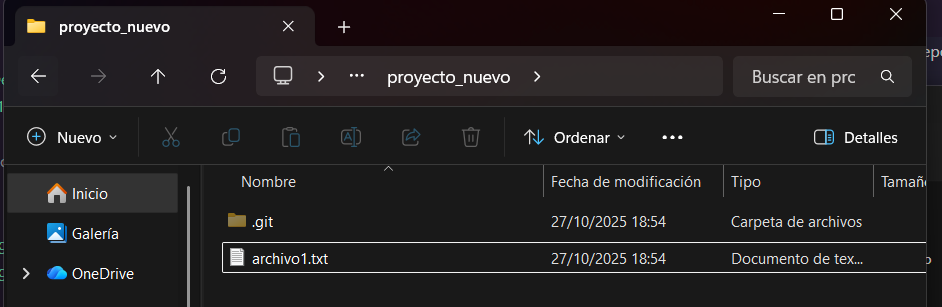 proyecto_nuevo
proyecto_nuevo
Buscar en prc
Nuevo
Ordenar
Detalles
Nombre
Fecha de modificación
Tipo
Tamaño
Inicio
.git
27/10/2025 18:54
Carpeta de archivos
Galería
archivo1.txt
27/10/2025 18:54
Documento de tex...
OneDrive